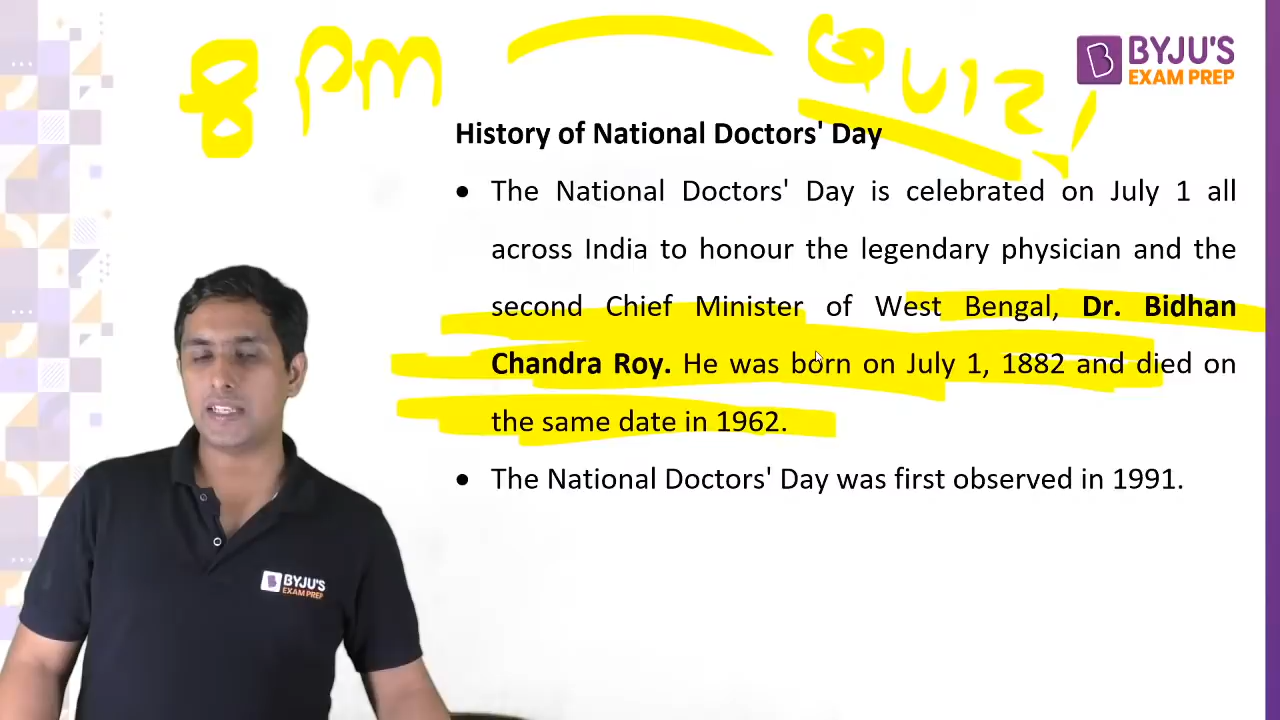 8 PM QUIZ
BYJU'S
EXAM PREP
History of National Doctors' Day
• The National Doctors' Day is celebrated on July 1 all
across India to honour the legendary physician and the
second Chief Minister of West Bengal, Dr. Bidhan
Chandra Roy. He was born on July 1, 1882 and died on
the same date in 1962.
• The National Doctors' Day was first observed in 1991.
BYJU'S
EXAM PREP